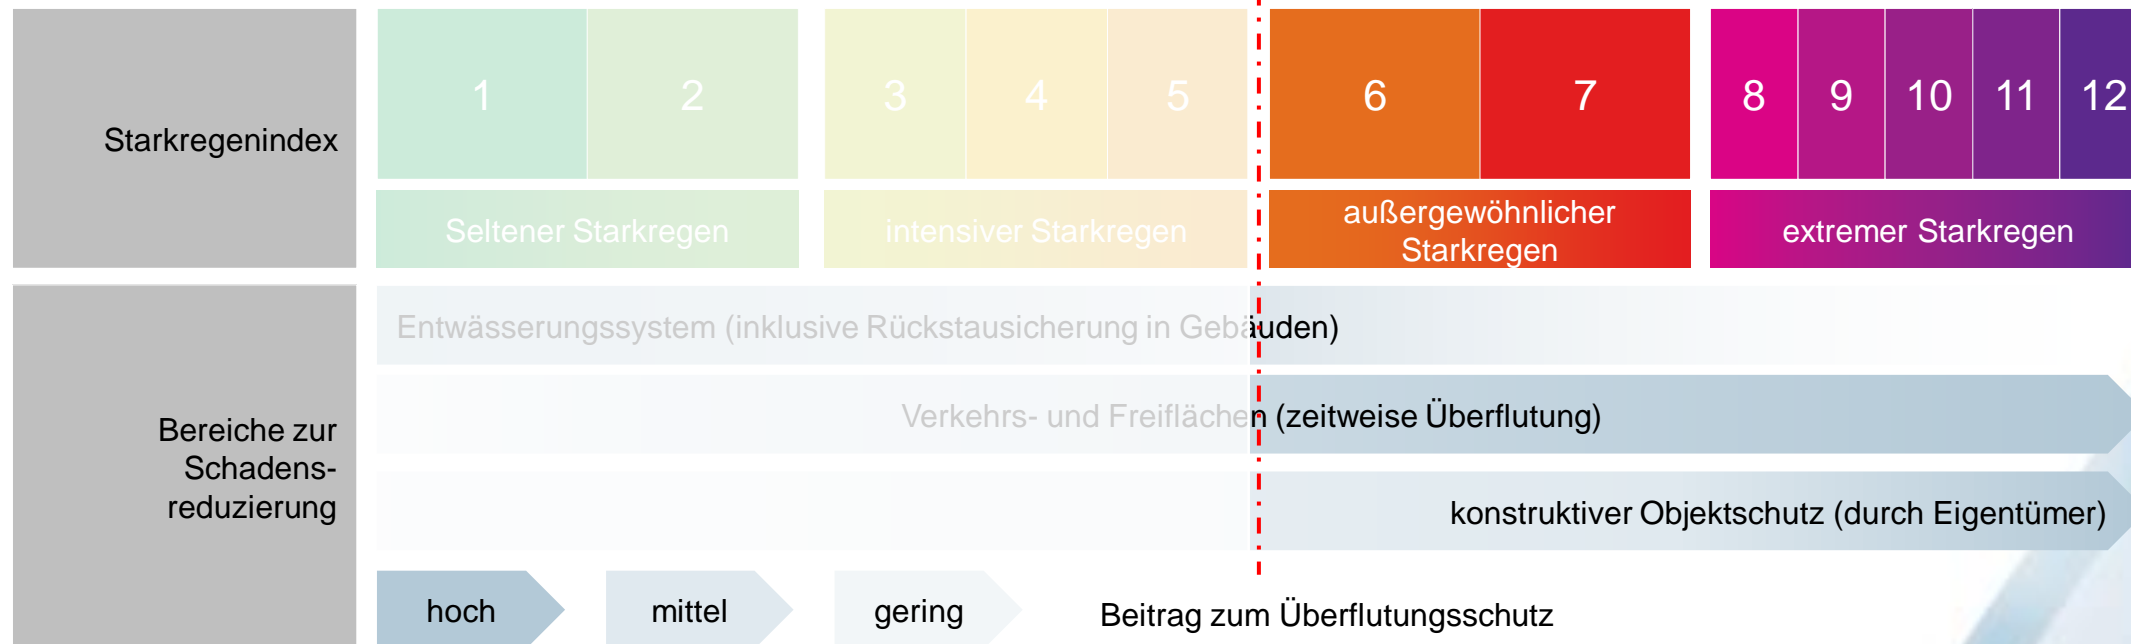 Starkregenindex
1 2 3 4 5 6 7 8 9 10 11 12
Seltener Starkregen
intensiver Starkregen
außergewöhnlicher
Starkregen
extremer Starkregen
Bereiche zur
Schadens-
reduzierung
Entwässerungssystem (inklusive Rückstausicherung in Gebäuden)
Verkehrs- und Freiflächen (zeitweise Überflutung)
konstruktiver Objektschutz (durch Eigentümer)
hoch
mittel
gering
Beitrag zum Überflutungsschutz